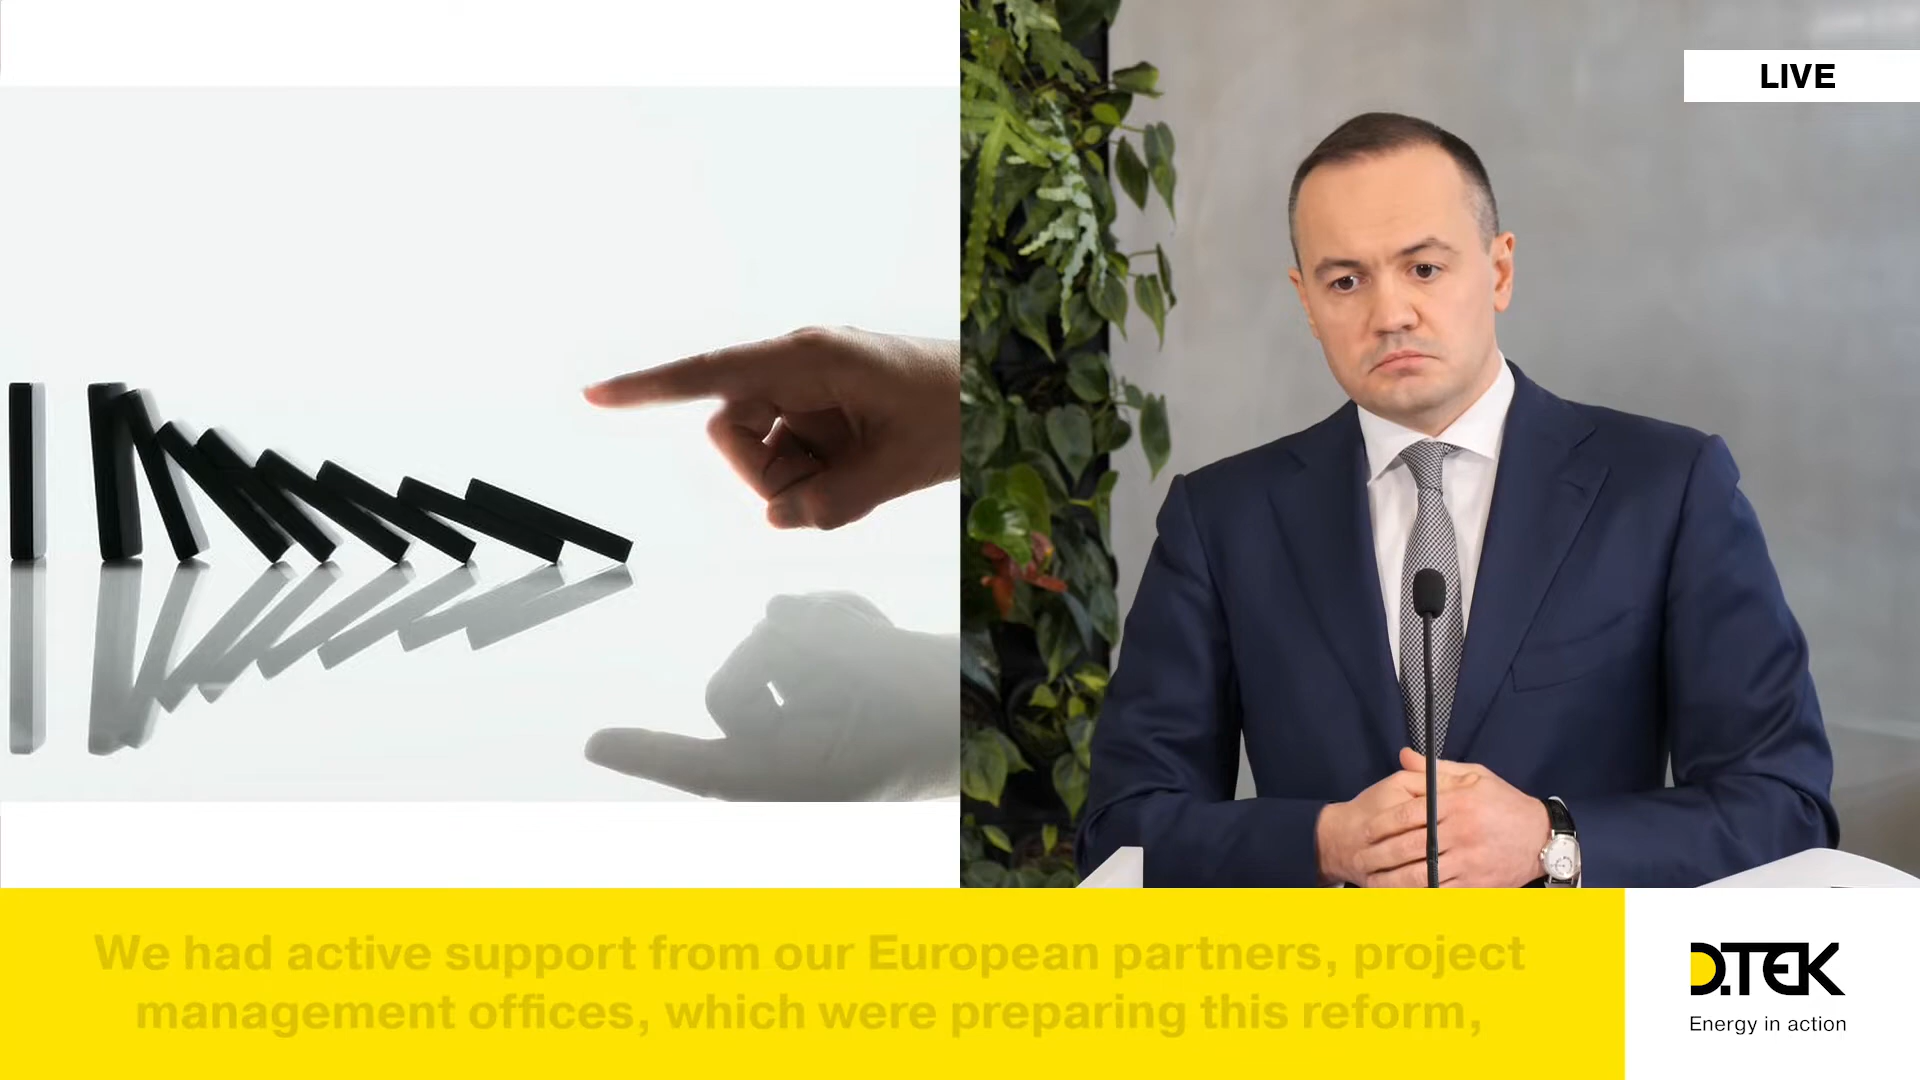 LIVE
We had active support from our European partners, project
management offices, which were preparing this reform,
D.TEK
Energy in action